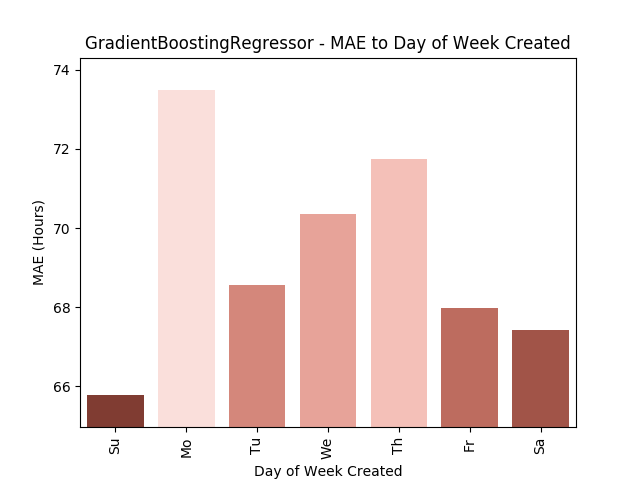 GradientBoostingRegressor - MAE to Day of Week Created
74
72
70
68
66
MAE (Hours)
Su
Mo
Tu
We
Th
Fr
Sa
Day of Week Created